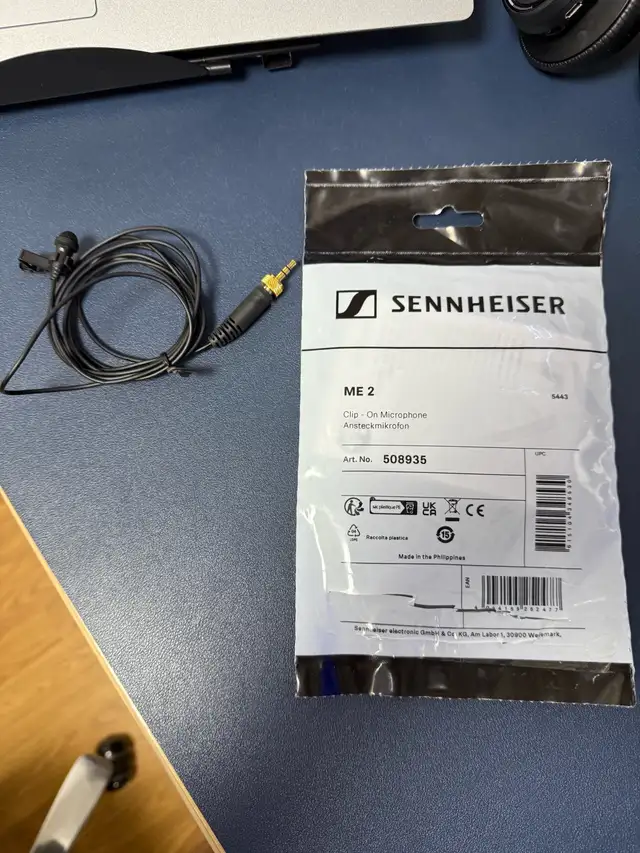 SENNHEISER
ME 2
5443
Clip - On Microphone
Ansteckmikrofon
Art. No. 508935
UPC
UK
CA
CE
Raccolta plastica
15
Made in the Philippines
EAN
Sennheiser electronic GmbH & Co. KG, Am Labor 1, 30900 Wedemark,